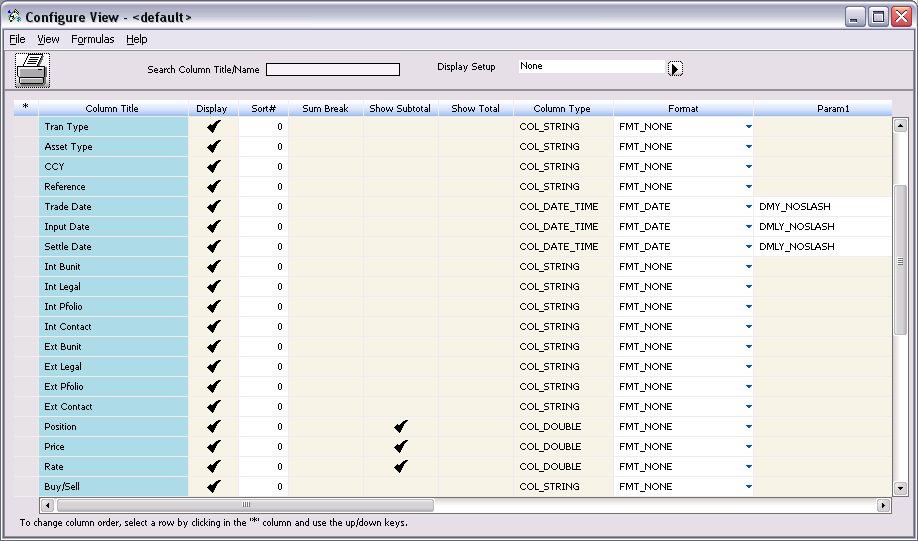 Configure View - <default>
File View Formulas Help
Search Column Title/Name Display Setup None
* Column Title Display Sort# Sum Break Show Subtotal Show Total Column Type Format Param1
Tran Type 0 COL_STRING FMT_NONE
Asset Type 0 COL_STRING FMT_NONE
CCY 0 COL_STRING FMT_NONE
Reference 0 COL_STRING FMT_NONE
Trade Date 0 COL_DATE_TIME FMT_DATE DMY_NOSLASH
Input Date 0 COL_DATE_TIME FMT_DATE DMLY_NOSLASH
Settle Date 0 COL_DATE_TIME FMT_DATE DMLY_NOSLASH
Int Bunit 0 COL_STRING FMT_NONE
Int Legal 0 COL_STRING FMT_NONE
Int Pfolio 0 COL_STRING FMT_NONE
Int Contact 0 COL_STRING FMT_NONE
Ext Bunit 0 COL_STRING FMT_NONE
Ext Legal 0 COL_STRING FMT_NONE
Ext Pfolio 0 COL_STRING FMT_NONE
Ext Contact 0 COL_STRING FMT_NONE
Position 0 COL_DOUBLE FMT_NONE
Price 0 COL_DOUBLE FMT_NONE
Rate 0 COL_DOUBLE FMT_NONE
Buy/Sell 0 COL_STRING FMT_NONE
To change column order, select a row by clicking in the "*" column and use the up/down keys.